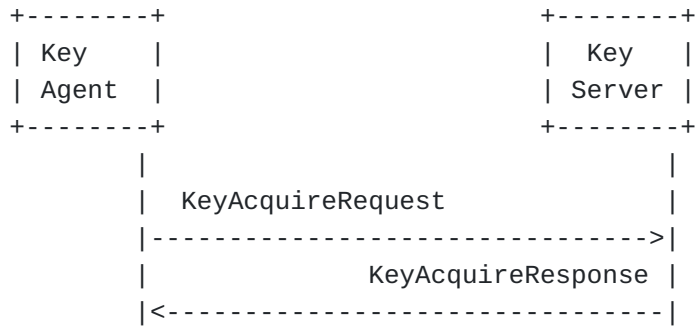 Key Key
Agent Server
KeyAcquireRequest
KeyAcquireResponse